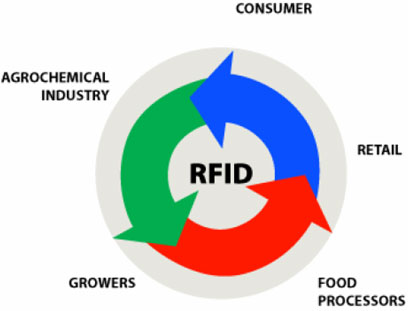 CONSUMER
AGROCHEMICAL
INDUSTRY
RETAIL
RFID
GROWERS
FOOD
PROCESSORS